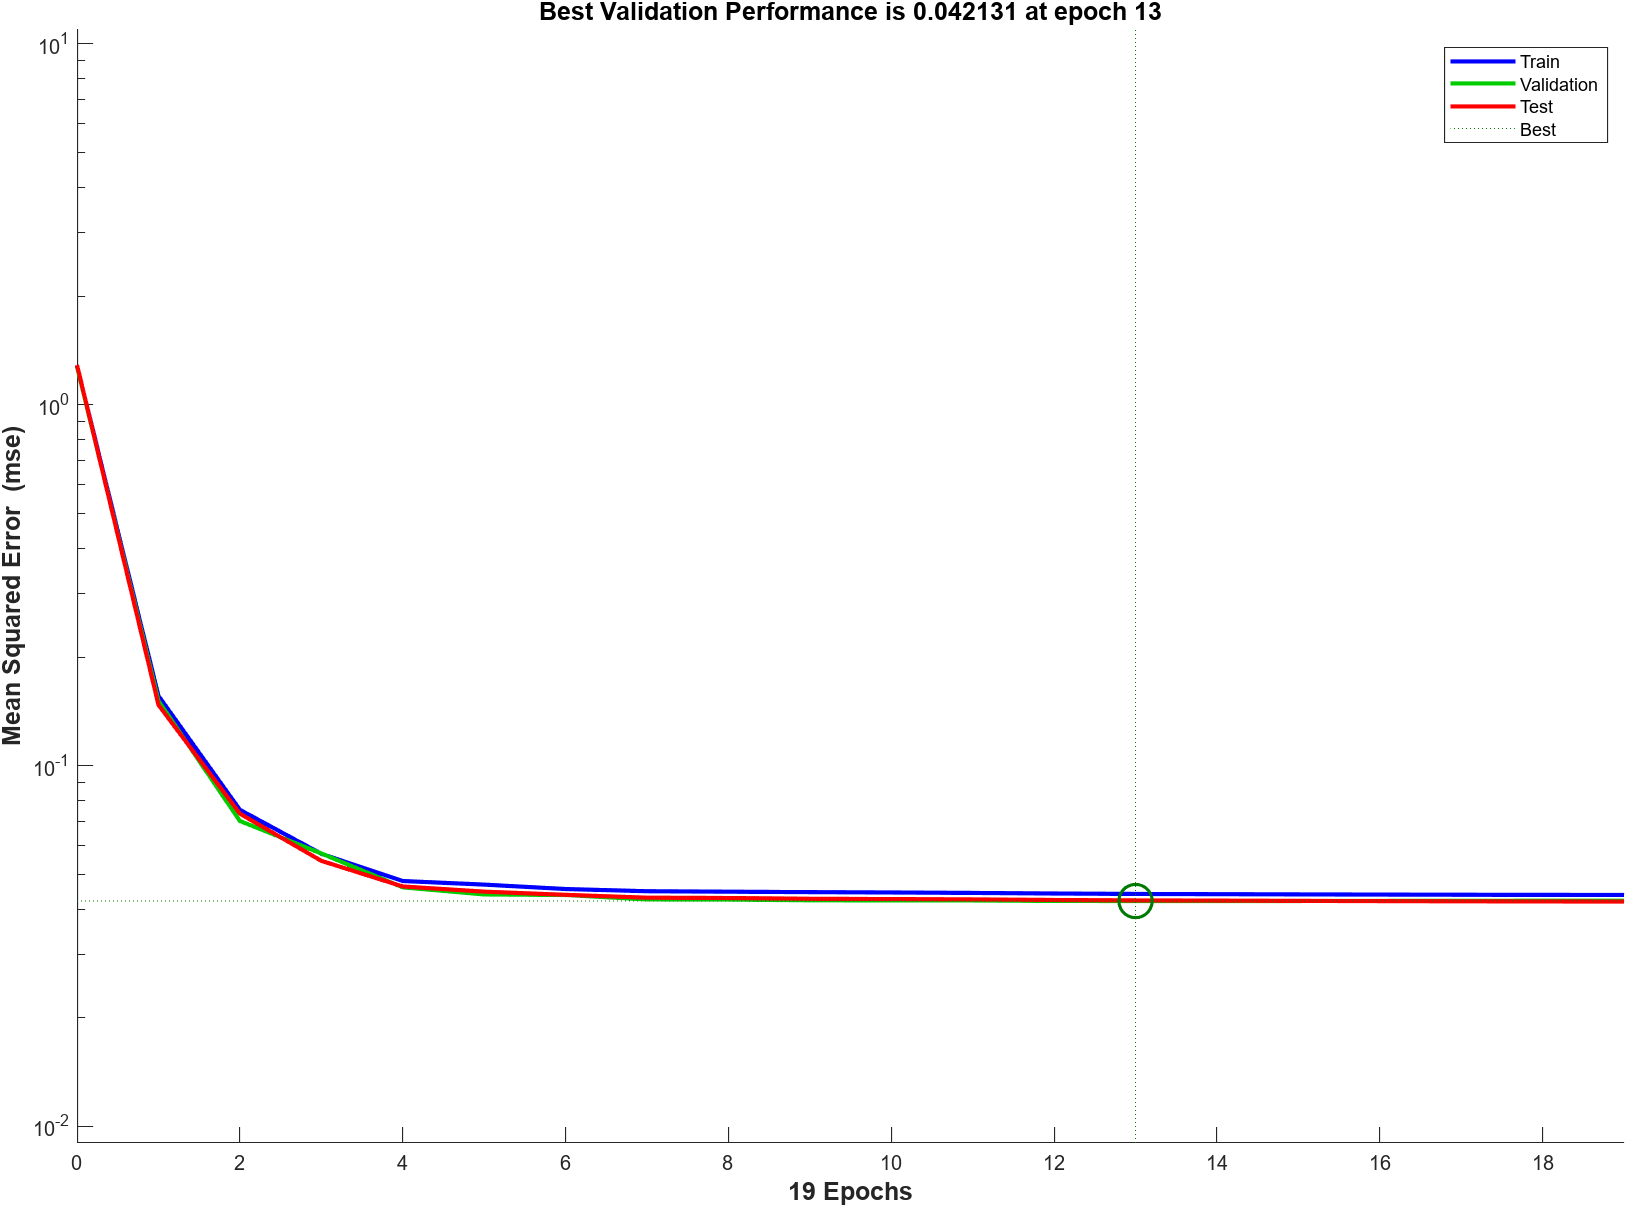 Best Validation Performance is 0.042131 at epoch 13
Mean Squared Error (mse)
10^1
10^0
10^-1
10^-2
Train
Validation
Test
Best
0 2 4 6 8 10 12 14 16 18
19 Epochs